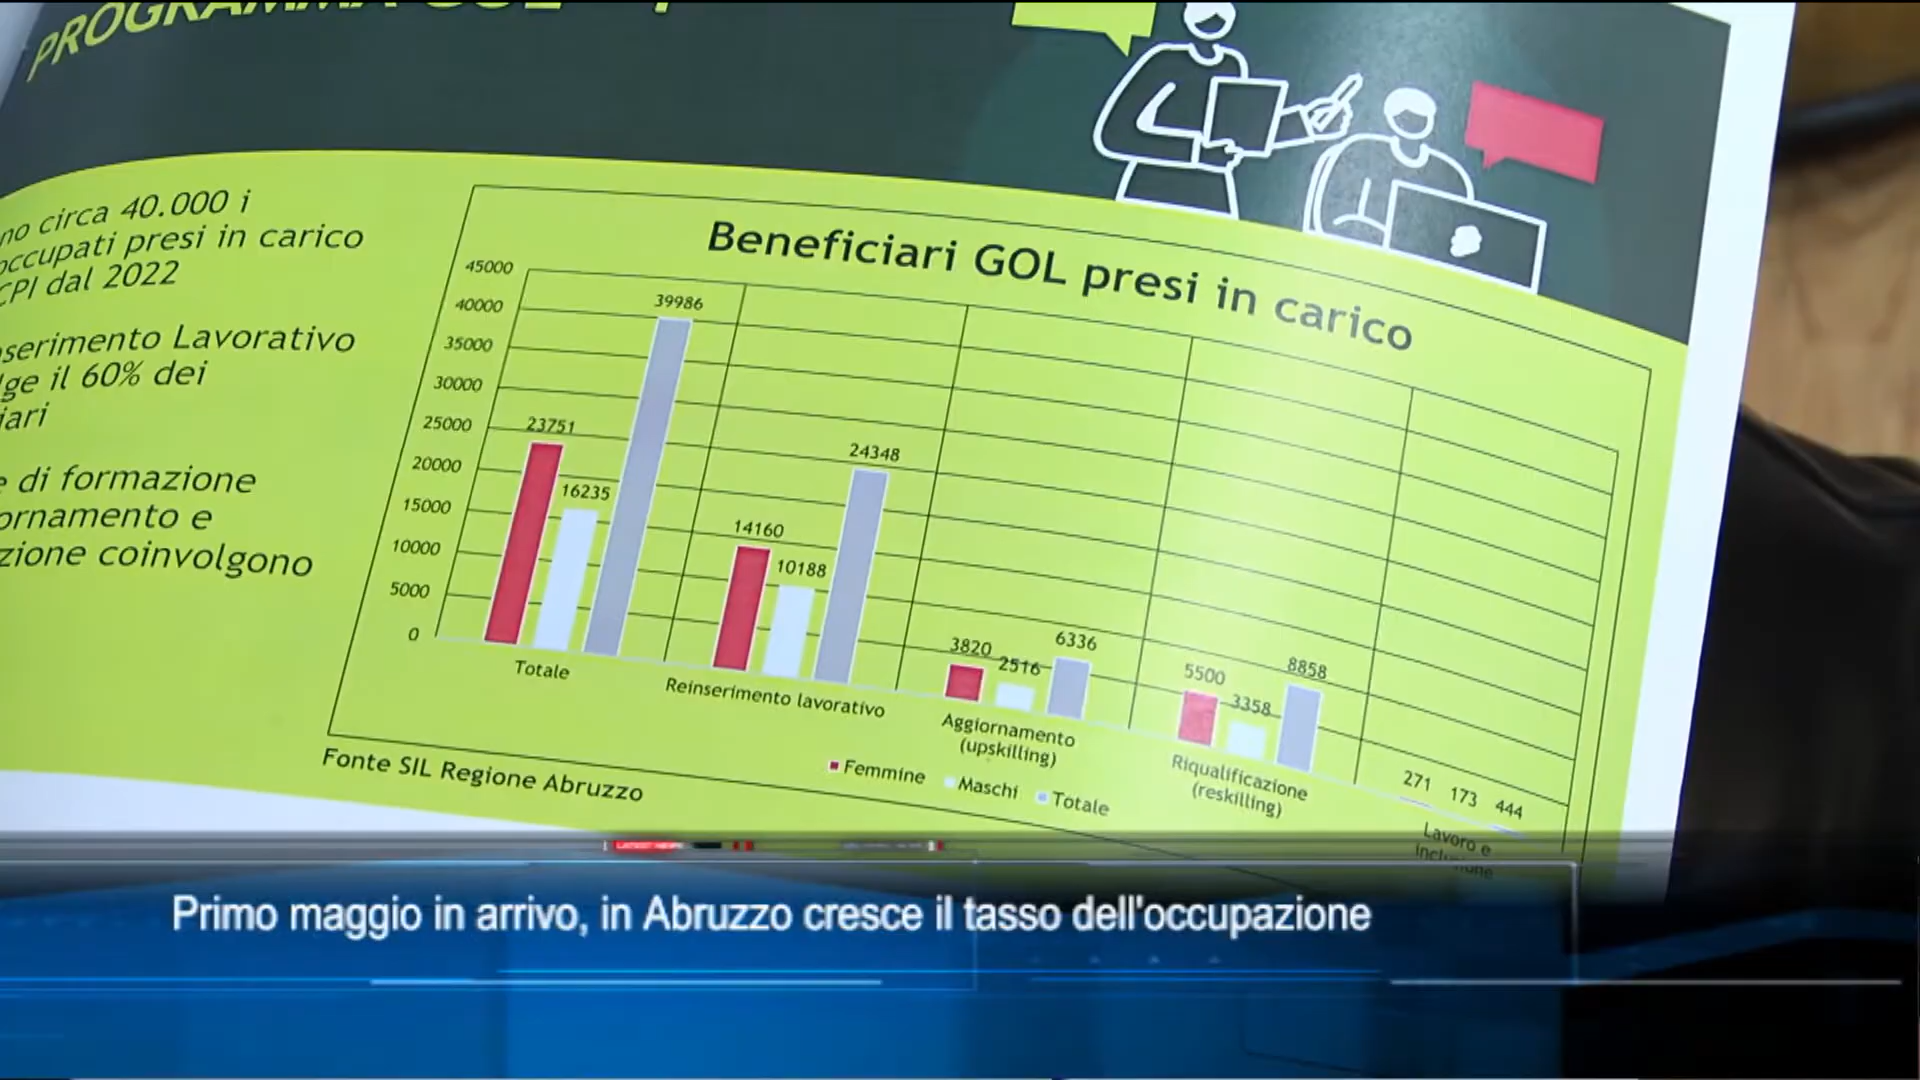 PROGRAMMA GOL
no circa 40.000 i
occupati presi in carico
CPI dal 2022
serimento Lavorativo
lge il 60% dei
iari
e di formazione
ornamento e
zione coinvolgono
Beneficiari GOL presi in carico
45000
40000
35000
30000
25000
20000
15000
10000
5000
0
23751
16235
39986
14160
10188
24348
3820
2516
6336
5500
3358
8858
271
173
444
Totale
Reinserimento lavorativo
Aggiornamento
(upskilling)
Riqualificazione
(reskilling)
Lavoro e
inclusione
Femmine Maschi Totale
Fonte SIL Regione Abruzzo
Primo maggio in arrivo, in Abruzzo cresce il tasso dell'occupazione